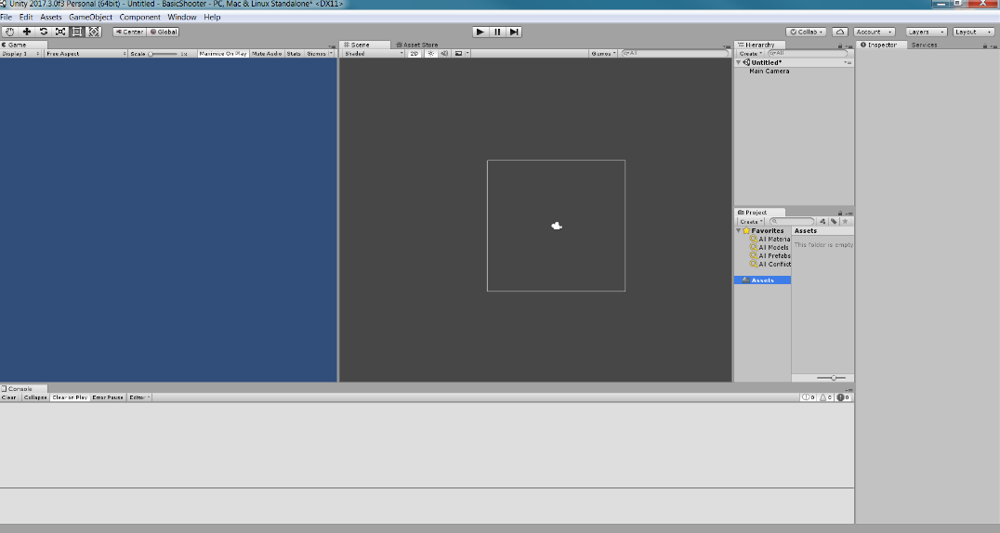 Unity 2017.3.0f3 Personal (64bit) - Untitled - BasicShooter - PC, Mac & Linux Standalone* <DX11>
File Edit Assets GameObject Component Window Help
Center Global Collab Account Layers Layout
Game Scene Asset Store Hierarchy Inspector Services
Display 1 Free Aspect Scale 1x Maximize On Play Mute Audio Stats Gizmos Shaded 2D Gizmos All Create All
Untitled*
Main Camera
Project
Create
Favorites Assets
All Materia This folder is empty
All Models
All Prefabs
All Conflict
Assets
Console
Clear Collapse Clear on Play Error Pause Editor 0 0 0